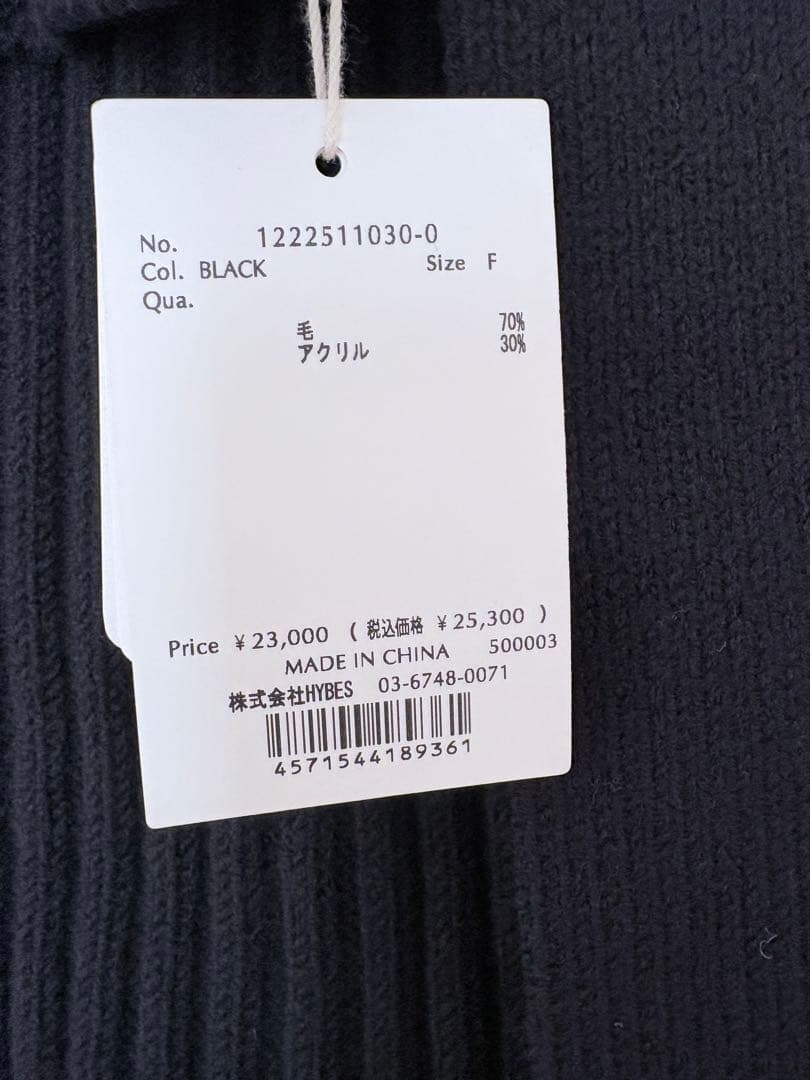 No. 1222511030-0
Col. BLACK Size F
Qua.
毛 70%
アクリル 30%
Price ¥23,000 ( 税込価格 ¥25,300 )
MADE IN CHINA 500003
株式会社HYBES 03-6748-0071
4571544189361